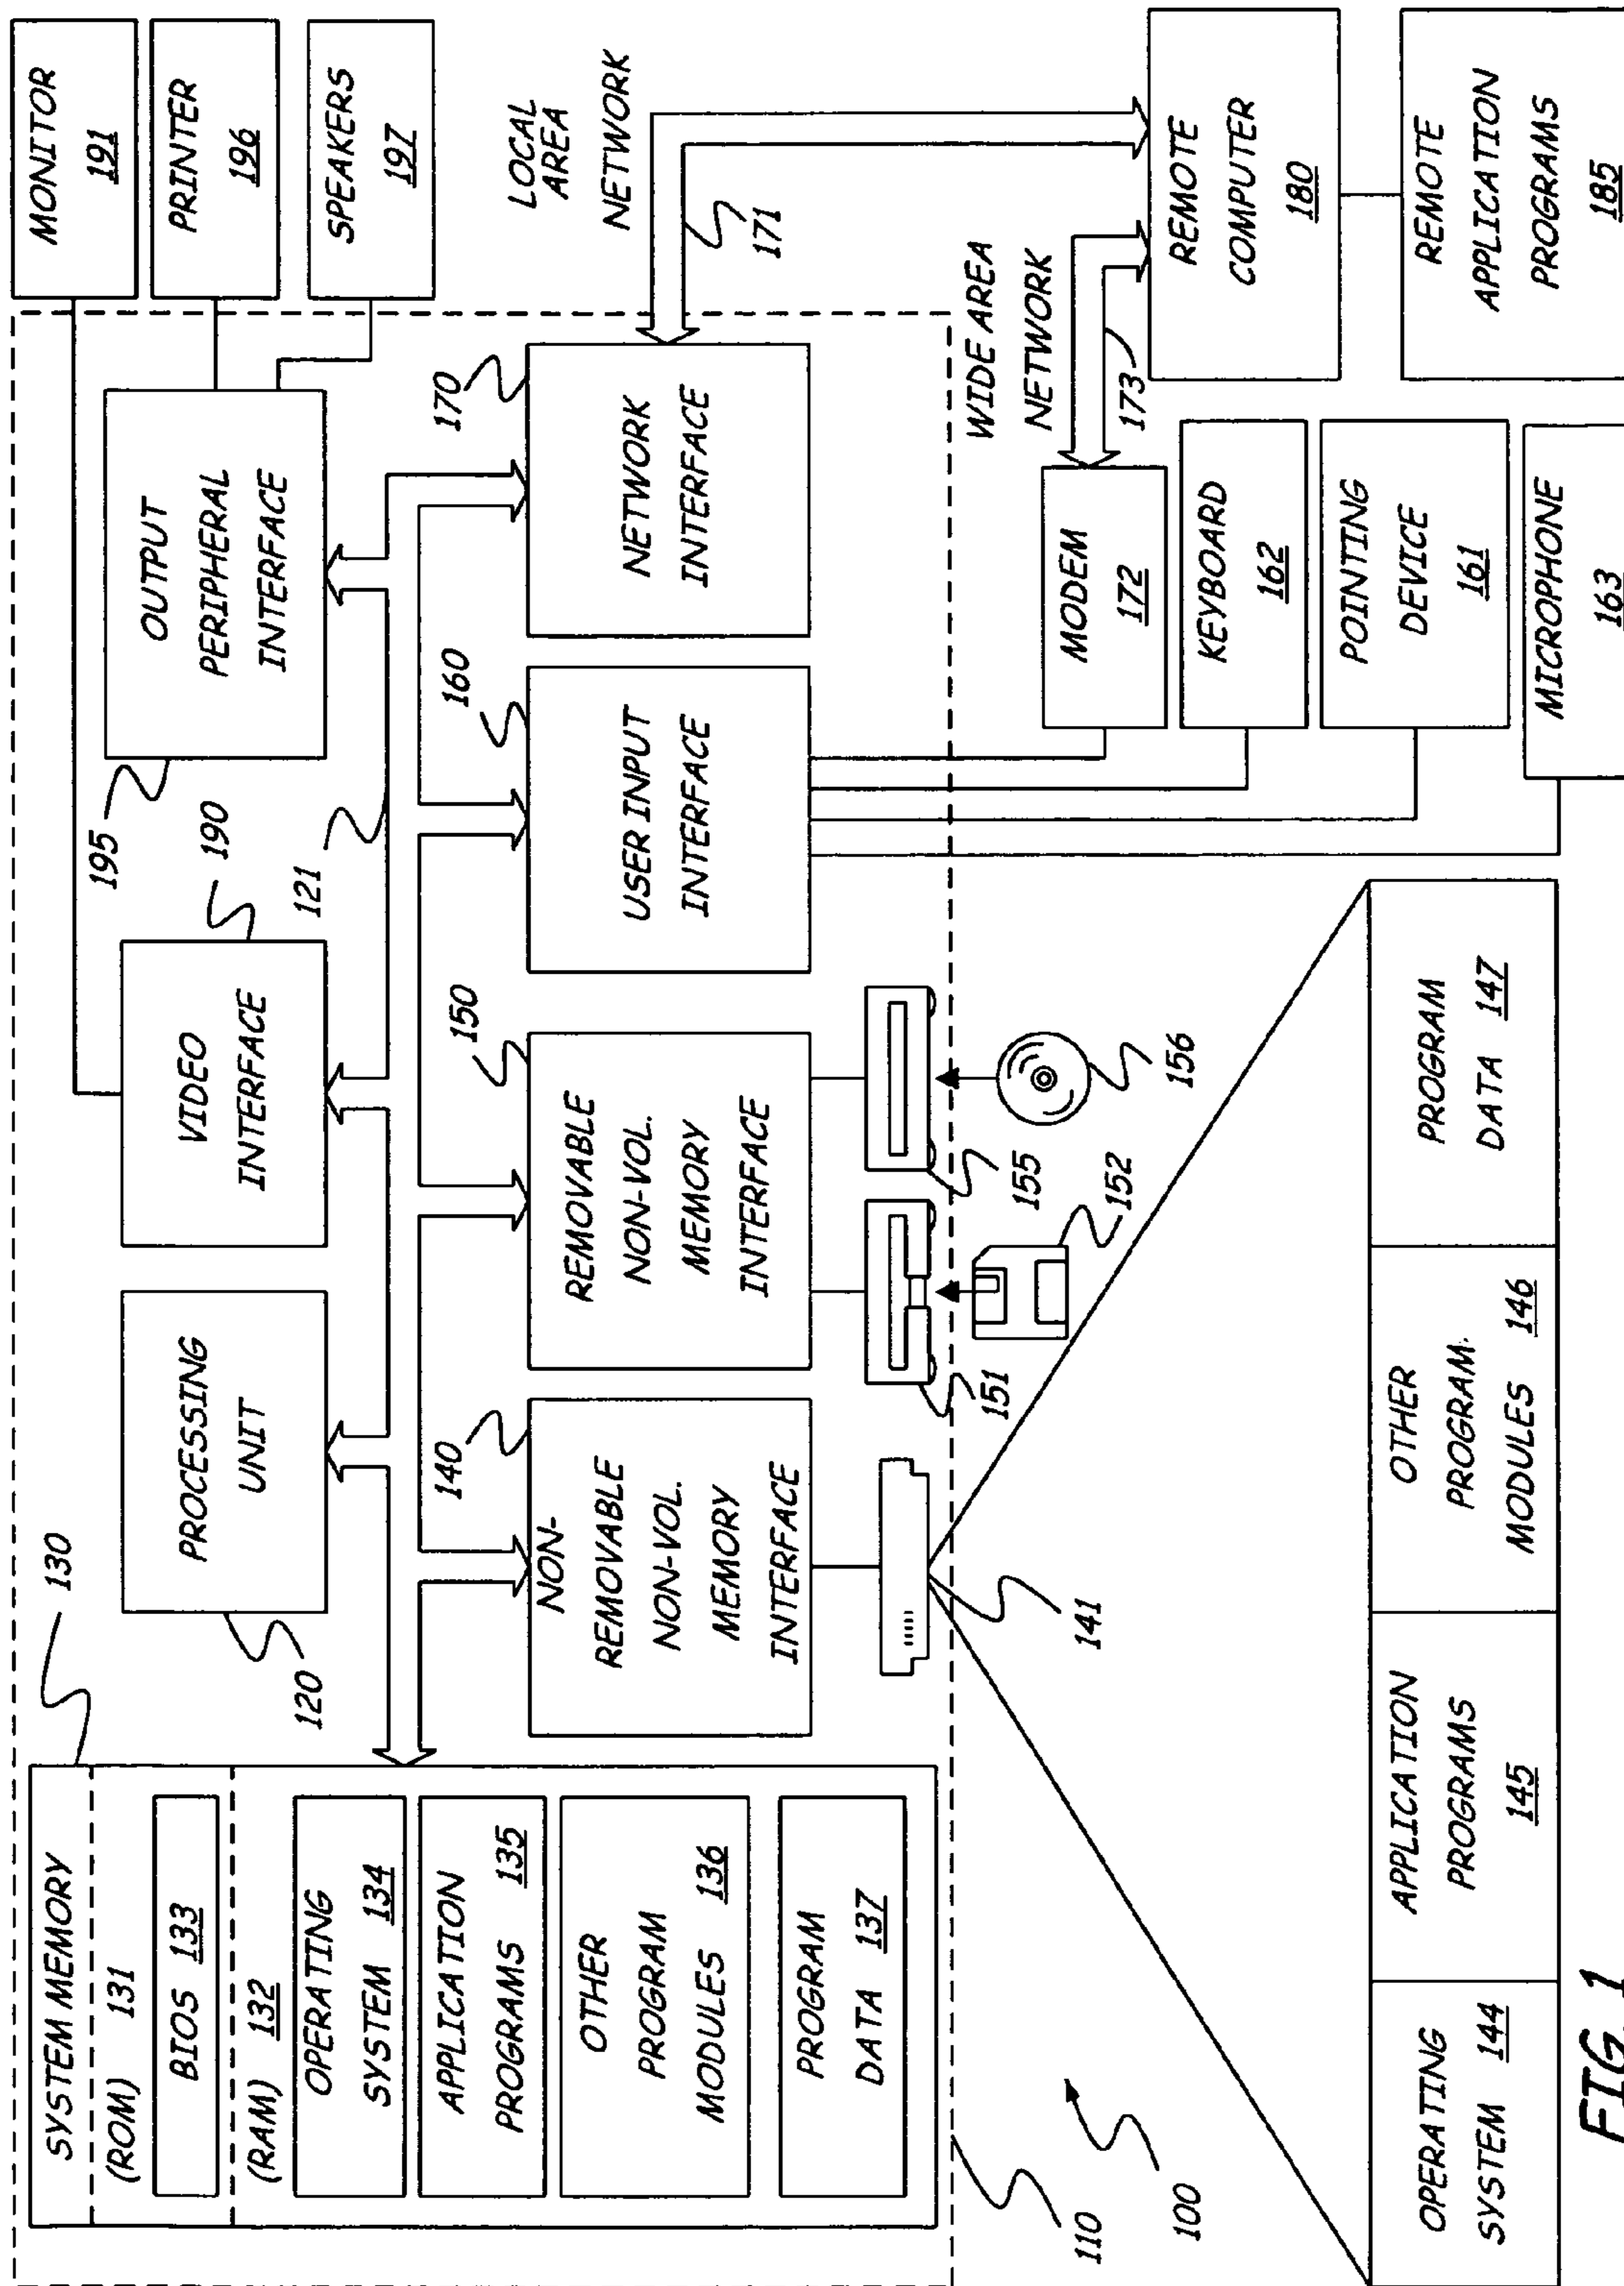 SYSTEM MEMORY
(ROM) 131
BIOS 133
(RAM) 132
OPERATING
SYSTEM 134
APPLICATION
PROGRAMS 135
OTHER
PROGRAM
MODULES 136
PROGRAM
DATA 137
130
PROCESSING
UNIT
120
VIDEO
INTERFACE
190
121
OUTPUT
PERIPHERAL
INTERFACE
195
MONITOR
191
PRINTER
196
SPEAKERS
197
NON-
REMOVABLE
NON-VOL.
MEMORY
INTERFACE
140
REMOVABLE
NON-VOL.
MEMORY
INTERFACE
150
USER INPUT
INTERFACE
160
NETWORK
INTERFACE
170
LOCAL
AREA
NETWORK
171
141
151
152
155
156
WIDE AREA
NETWORK
173
MODEM
172
KEYBOARD
162
POINTING
DEVICE
161
MICROPHONE
163
REMOTE
COMPUTER
180
REMOTE
APPLICATION
PROGRAMS
185
110
100
OPERATING
SYSTEM 144
APPLICATION
PROGRAMS
145
OTHER
PROGRAM.
MODULES 146
PROGRAM
DATA 147
FIG. 1